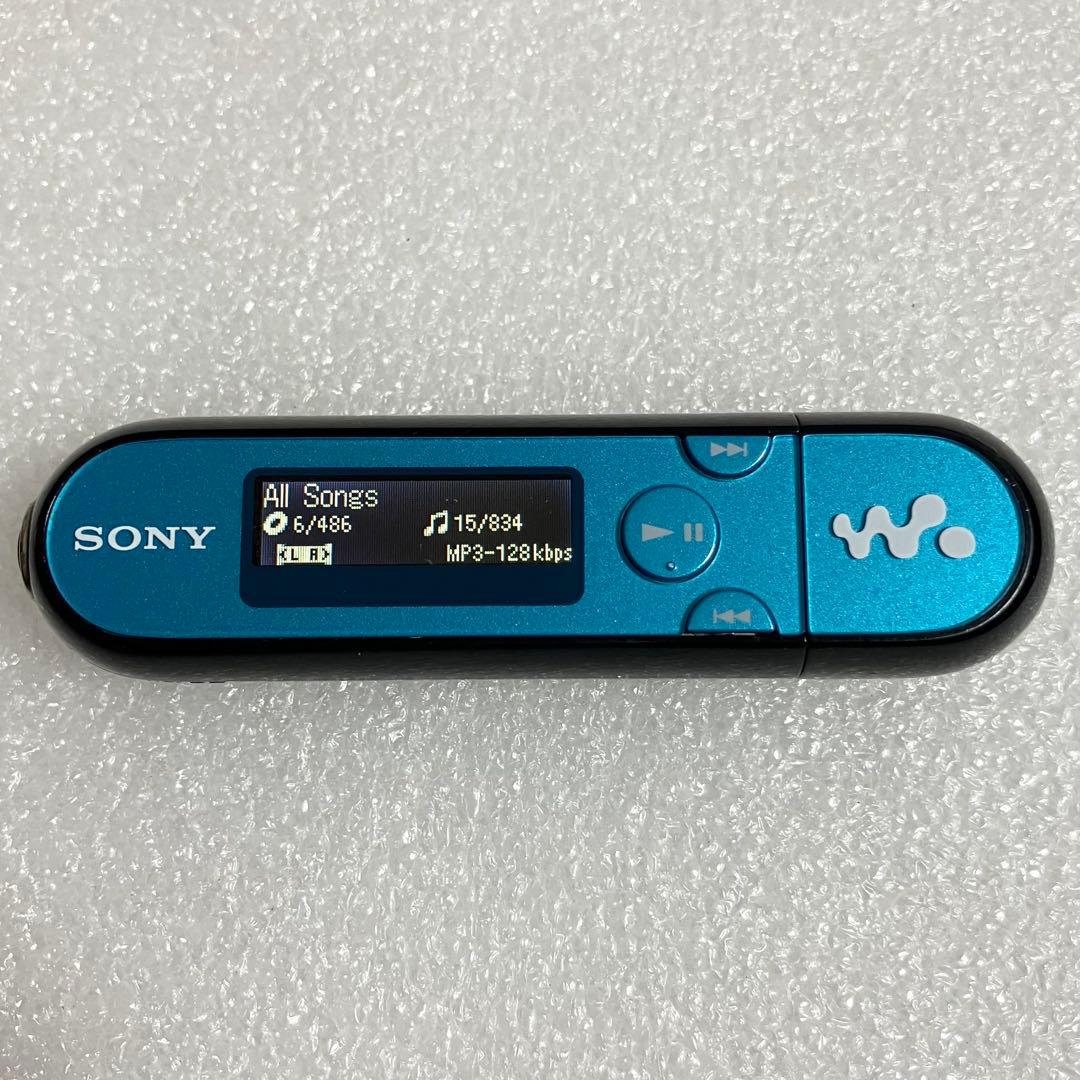 SONY
All Songs
6/486 15/834
L R
MP3-128kbps